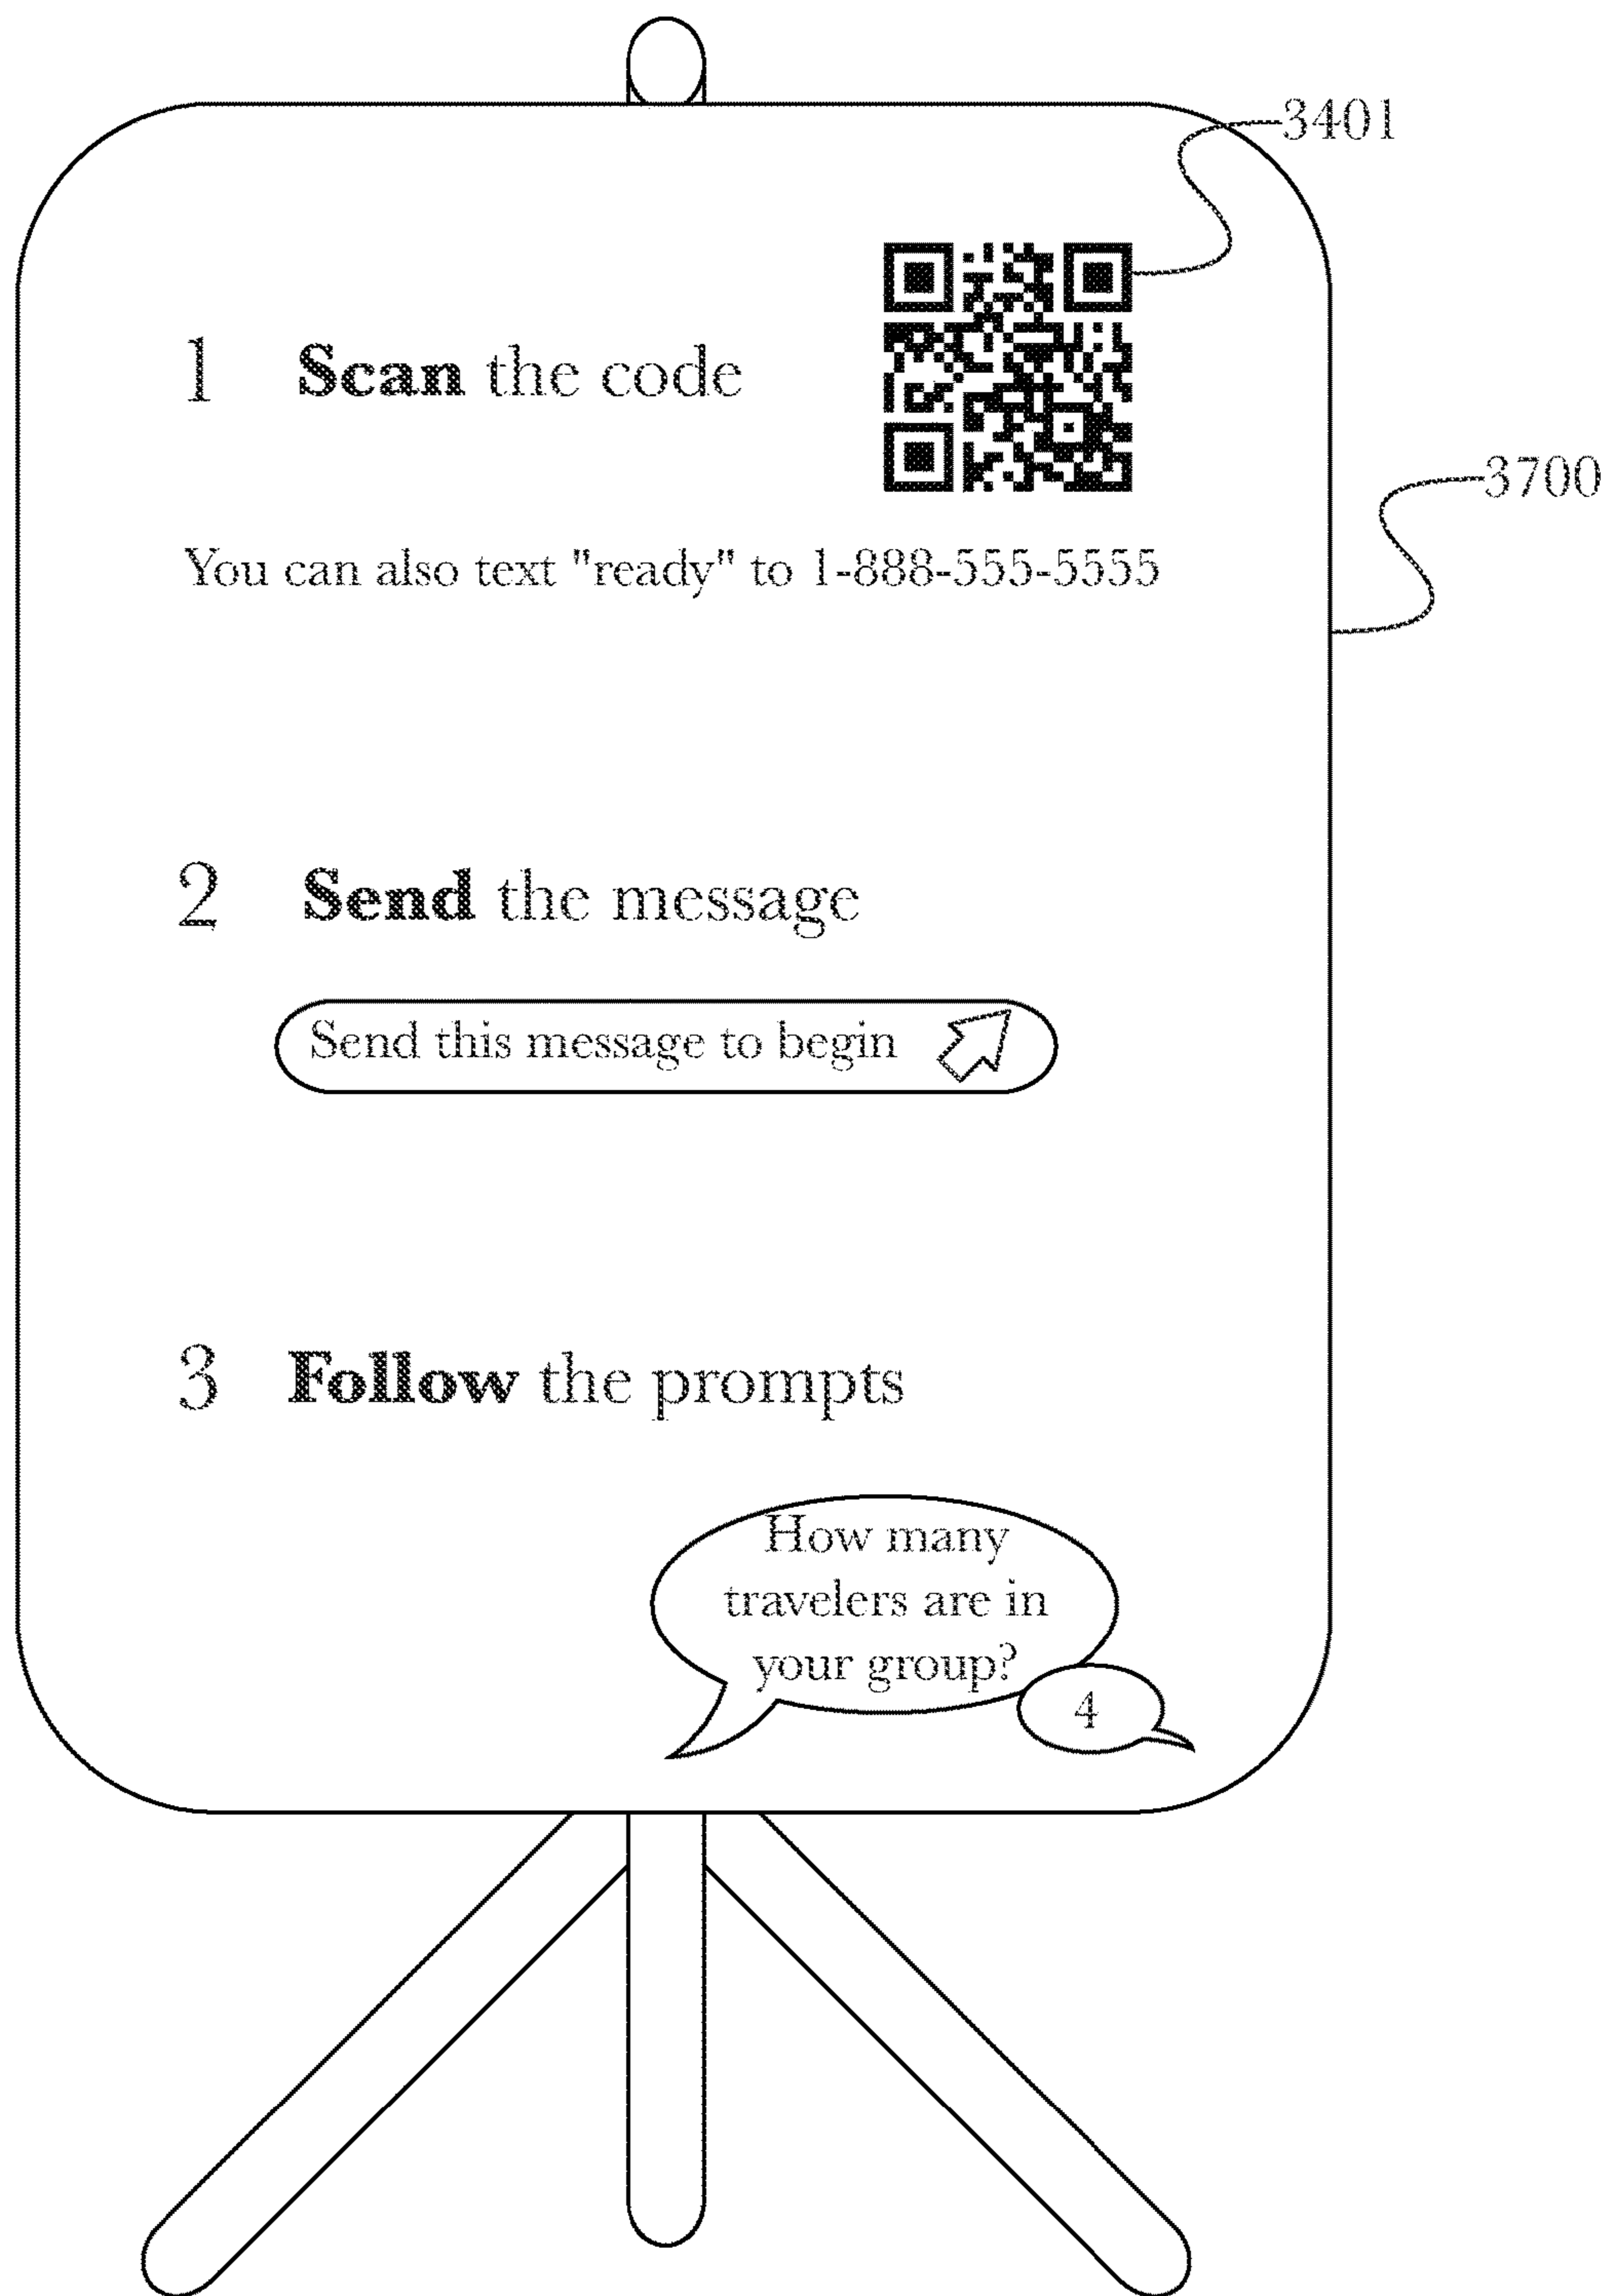 3401
1 Scan the code
3700
You can also text "ready" to 1-888-555-5555
2 Send the message
Send this message to begin
3 Follow the prompts
How many
travelers are in
your group?
4